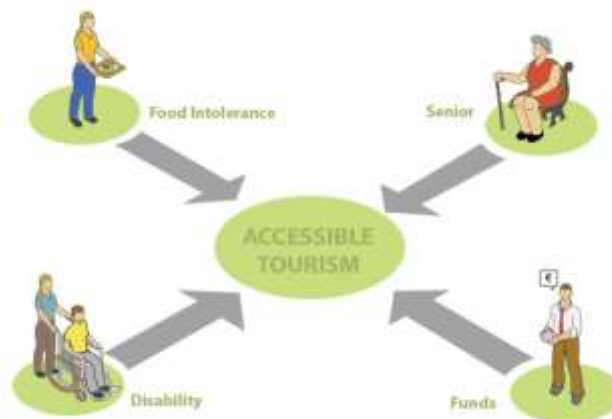 Food Intolerance
Senior
ACCESSIBLE
TOURISM
€
Disability
Funds